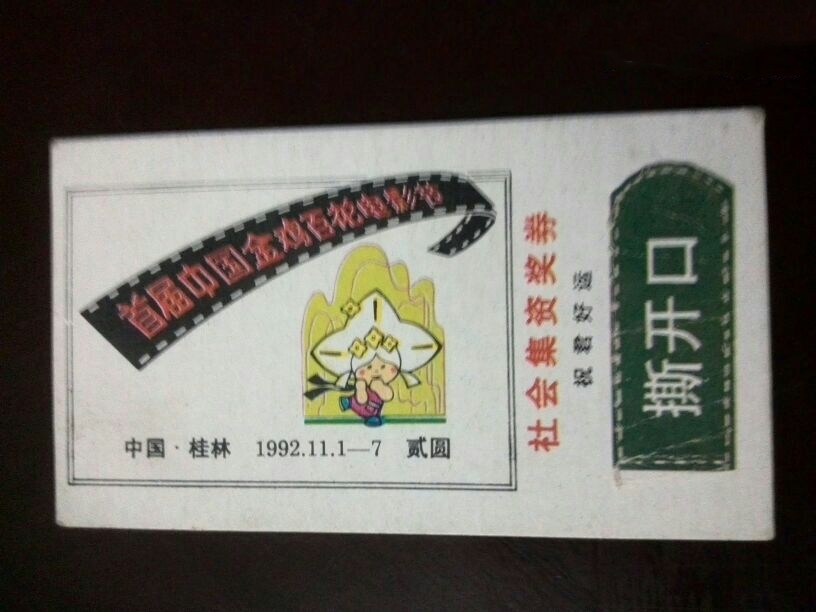 首届中国金鸡百花电影节
中国·桂林 1992.11.1—7 贰圆
社会集资奖券
祝君好运
撕开口